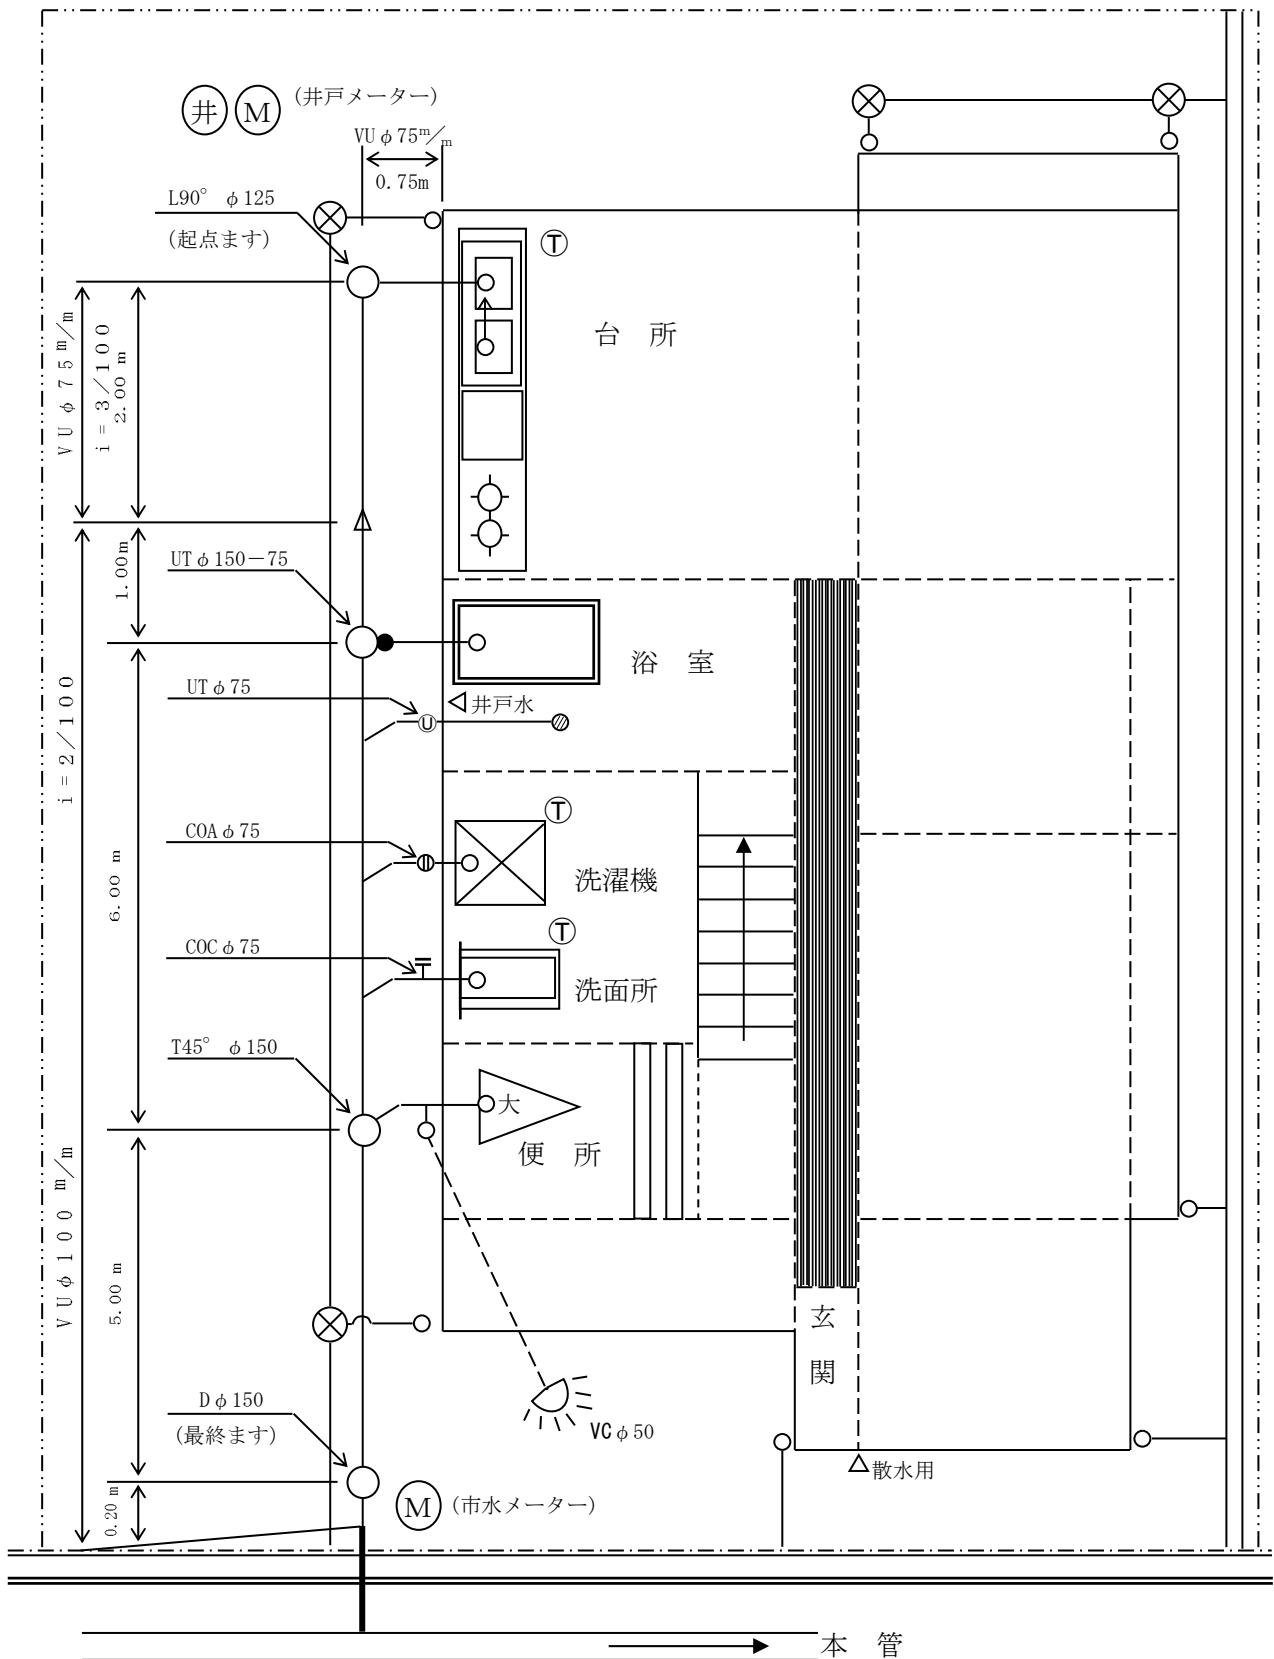 井 M （井戸メーター）
VUφ75m／m
0.75m
L90° φ125
（起点ます）
T
台 所
VUφ75m／m
i＝3／100
2.00m
1.00m
UTφ150－75
浴 室
UTφ75
井戸水
U
i＝2／100
T
COAφ75
洗濯機
6.00m
T
COCφ75
洗面所
T45° φ150
大
便 所
VUφ100m／m
5.00m
玄
関
Dφ150
（最終ます）
VCφ50
散水用
M （市水メーター）
0.20m
本 管